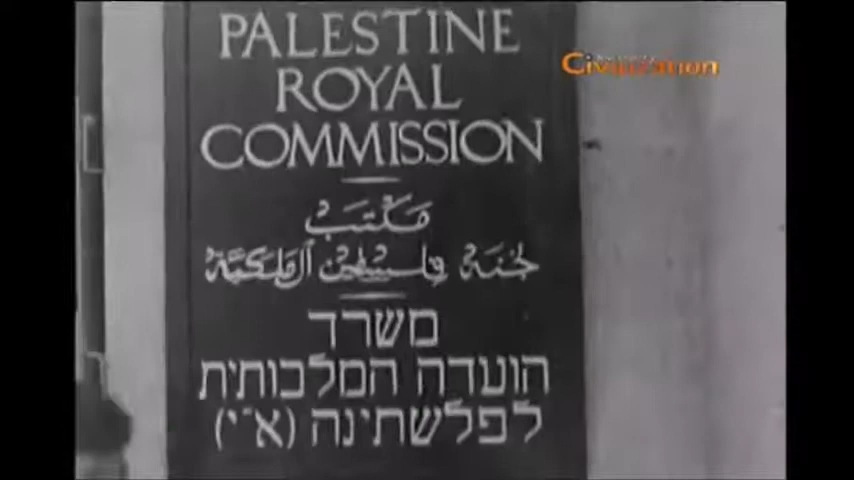 PALESTINE
ROYAL
COMMISSION
مكتب
لجنة فلسطين الملكية
משרד
הועדה המלכותית
לפלשתינה (א־י)
Civilization